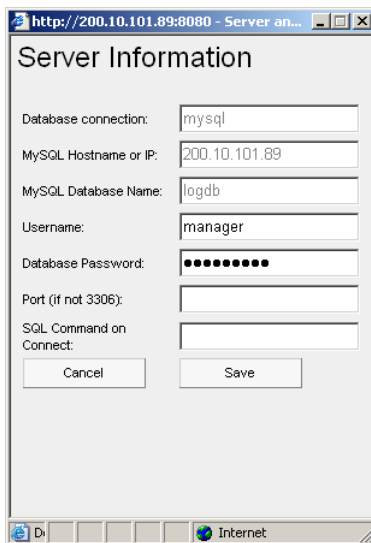 http://200.10.101.89:8080 - Server an...
Server Information
Database connection: mysql
MySQL Hostname or IP: 200.10.101.89
MySQL Database Name: logdb
Username: manager
Database Password: ●●●●●●●●●
Port (if not 3306):
SQL Command on
Connect:
Cancel Save
Internet